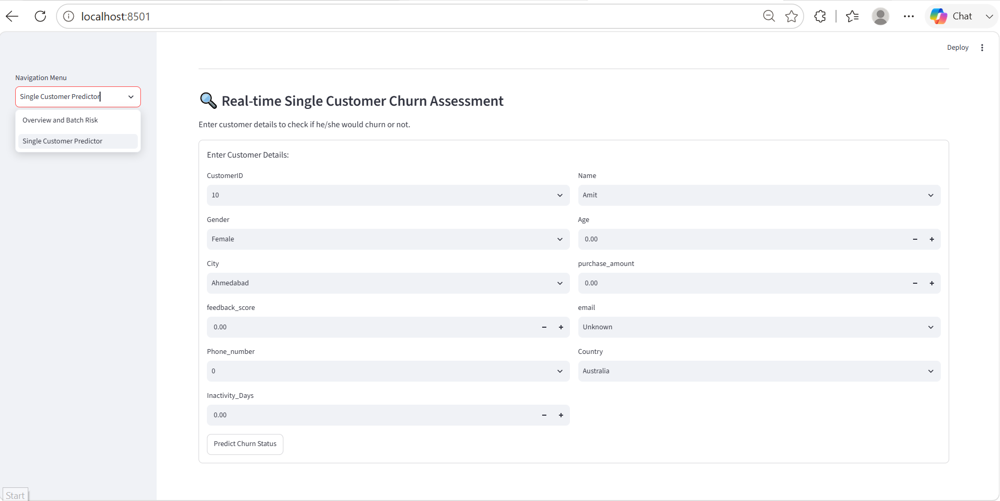 localhost:8501
Chat
Deploy
Navigation Menu
Single Customer Predictor
Overview and Batch Risk
Single Customer Predictor
Real-time Single Customer Churn Assessment
Enter customer details to check if he/she would churn or not.
Enter Customer Details:
CustomerID
10
Name
Amit
Gender
Female
Age
0.00
City
Ahmedabad
purchase_amount
0.00
feedback_score
0.00
email
Unknown
Phone_number
0
Country
Australia
Inactivity_Days
0.00
Predict Churn Status
Start